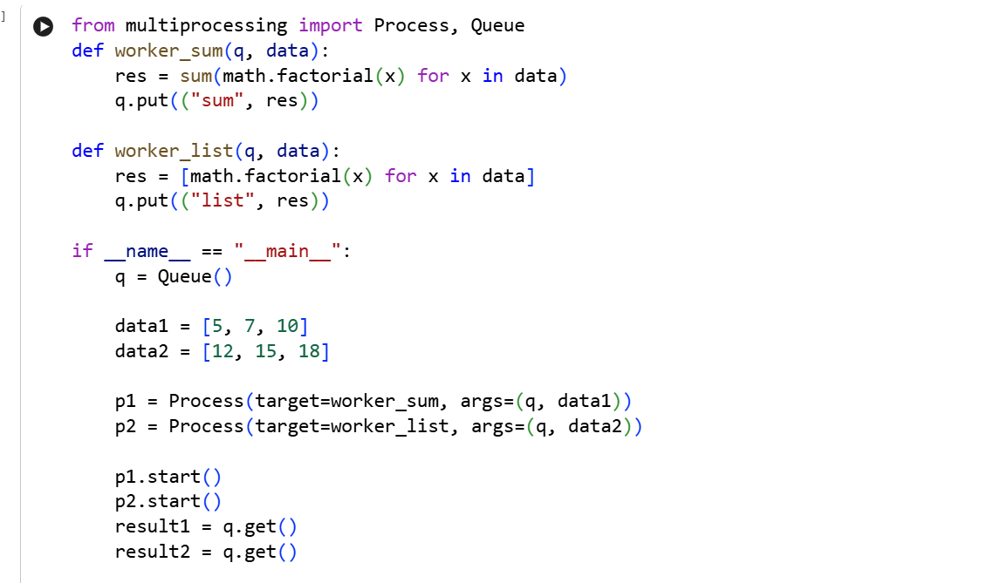 ]
from multiprocessing import Process, Queue
def worker_sum(q, data):
    res = sum(math.factorial(x) for x in data)
    q.put(("sum", res))

def worker_list(q, data):
    res = [math.factorial(x) for x in data]
    q.put(("list", res))

if __name__ == "__main__":
    q = Queue()

    data1 = [5, 7, 10]
    data2 = [12, 15, 18]

    p1 = Process(target=worker_sum, args=(q, data1))
    p2 = Process(target=worker_list, args=(q, data2))

    p1.start()
    p2.start()
    result1 = q.get()
    result2 = q.get()